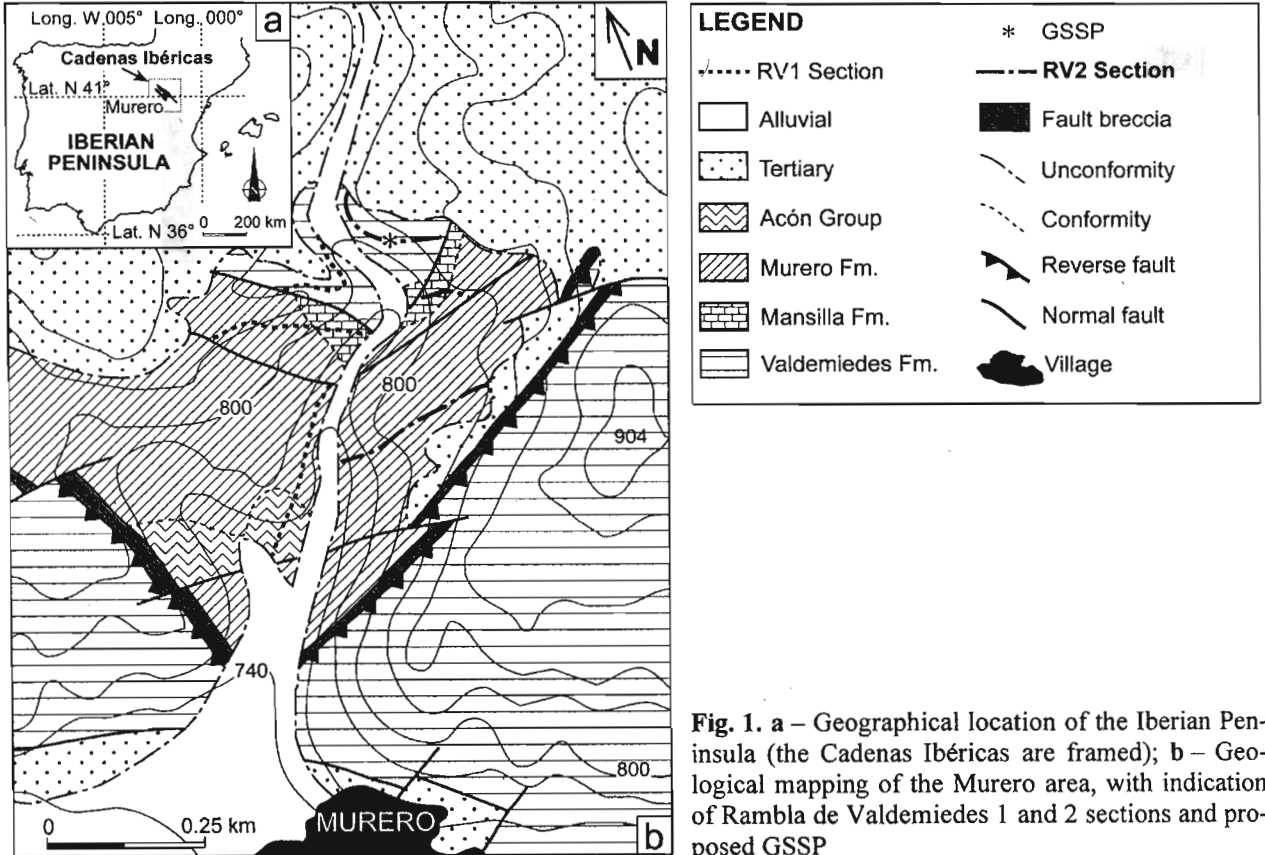 Long. W.005° Long. 000°
a
Cadenas Ibéricas
Lat. N 41°
Murero
IBERIAN
PENINSULA
N
0 200 km
Lat. N 36°
N
800
800
904
740
800
0 0.25 km
MURERO
b
LEGEND
* GSSP
RV1 Section
RV2 Section
Alluvial
Fault breccia
Tertiary
Unconformity
Acón Group
Conformity
Murero Fm.
Reverse fault
Mansilla Fm.
Normal fault
Valdemiedes Fm.
Village
Fig. 1. a – Geographical location of the Iberian Pen-
insula (the Cadenas Ibéricas are framed); b – Geo-
logical mapping of the Murero area, with indication
of Rambla de Valdemiedes 1 and 2 sections and pro-
posed GSSP